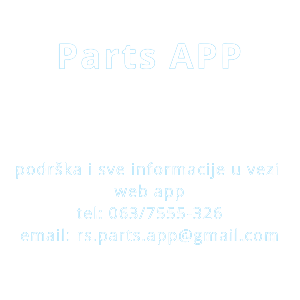 Parts APP
podrška i sve informacije u vezi
web app
tel: 063/7555-326
email: rs.parts.app@gmail.com